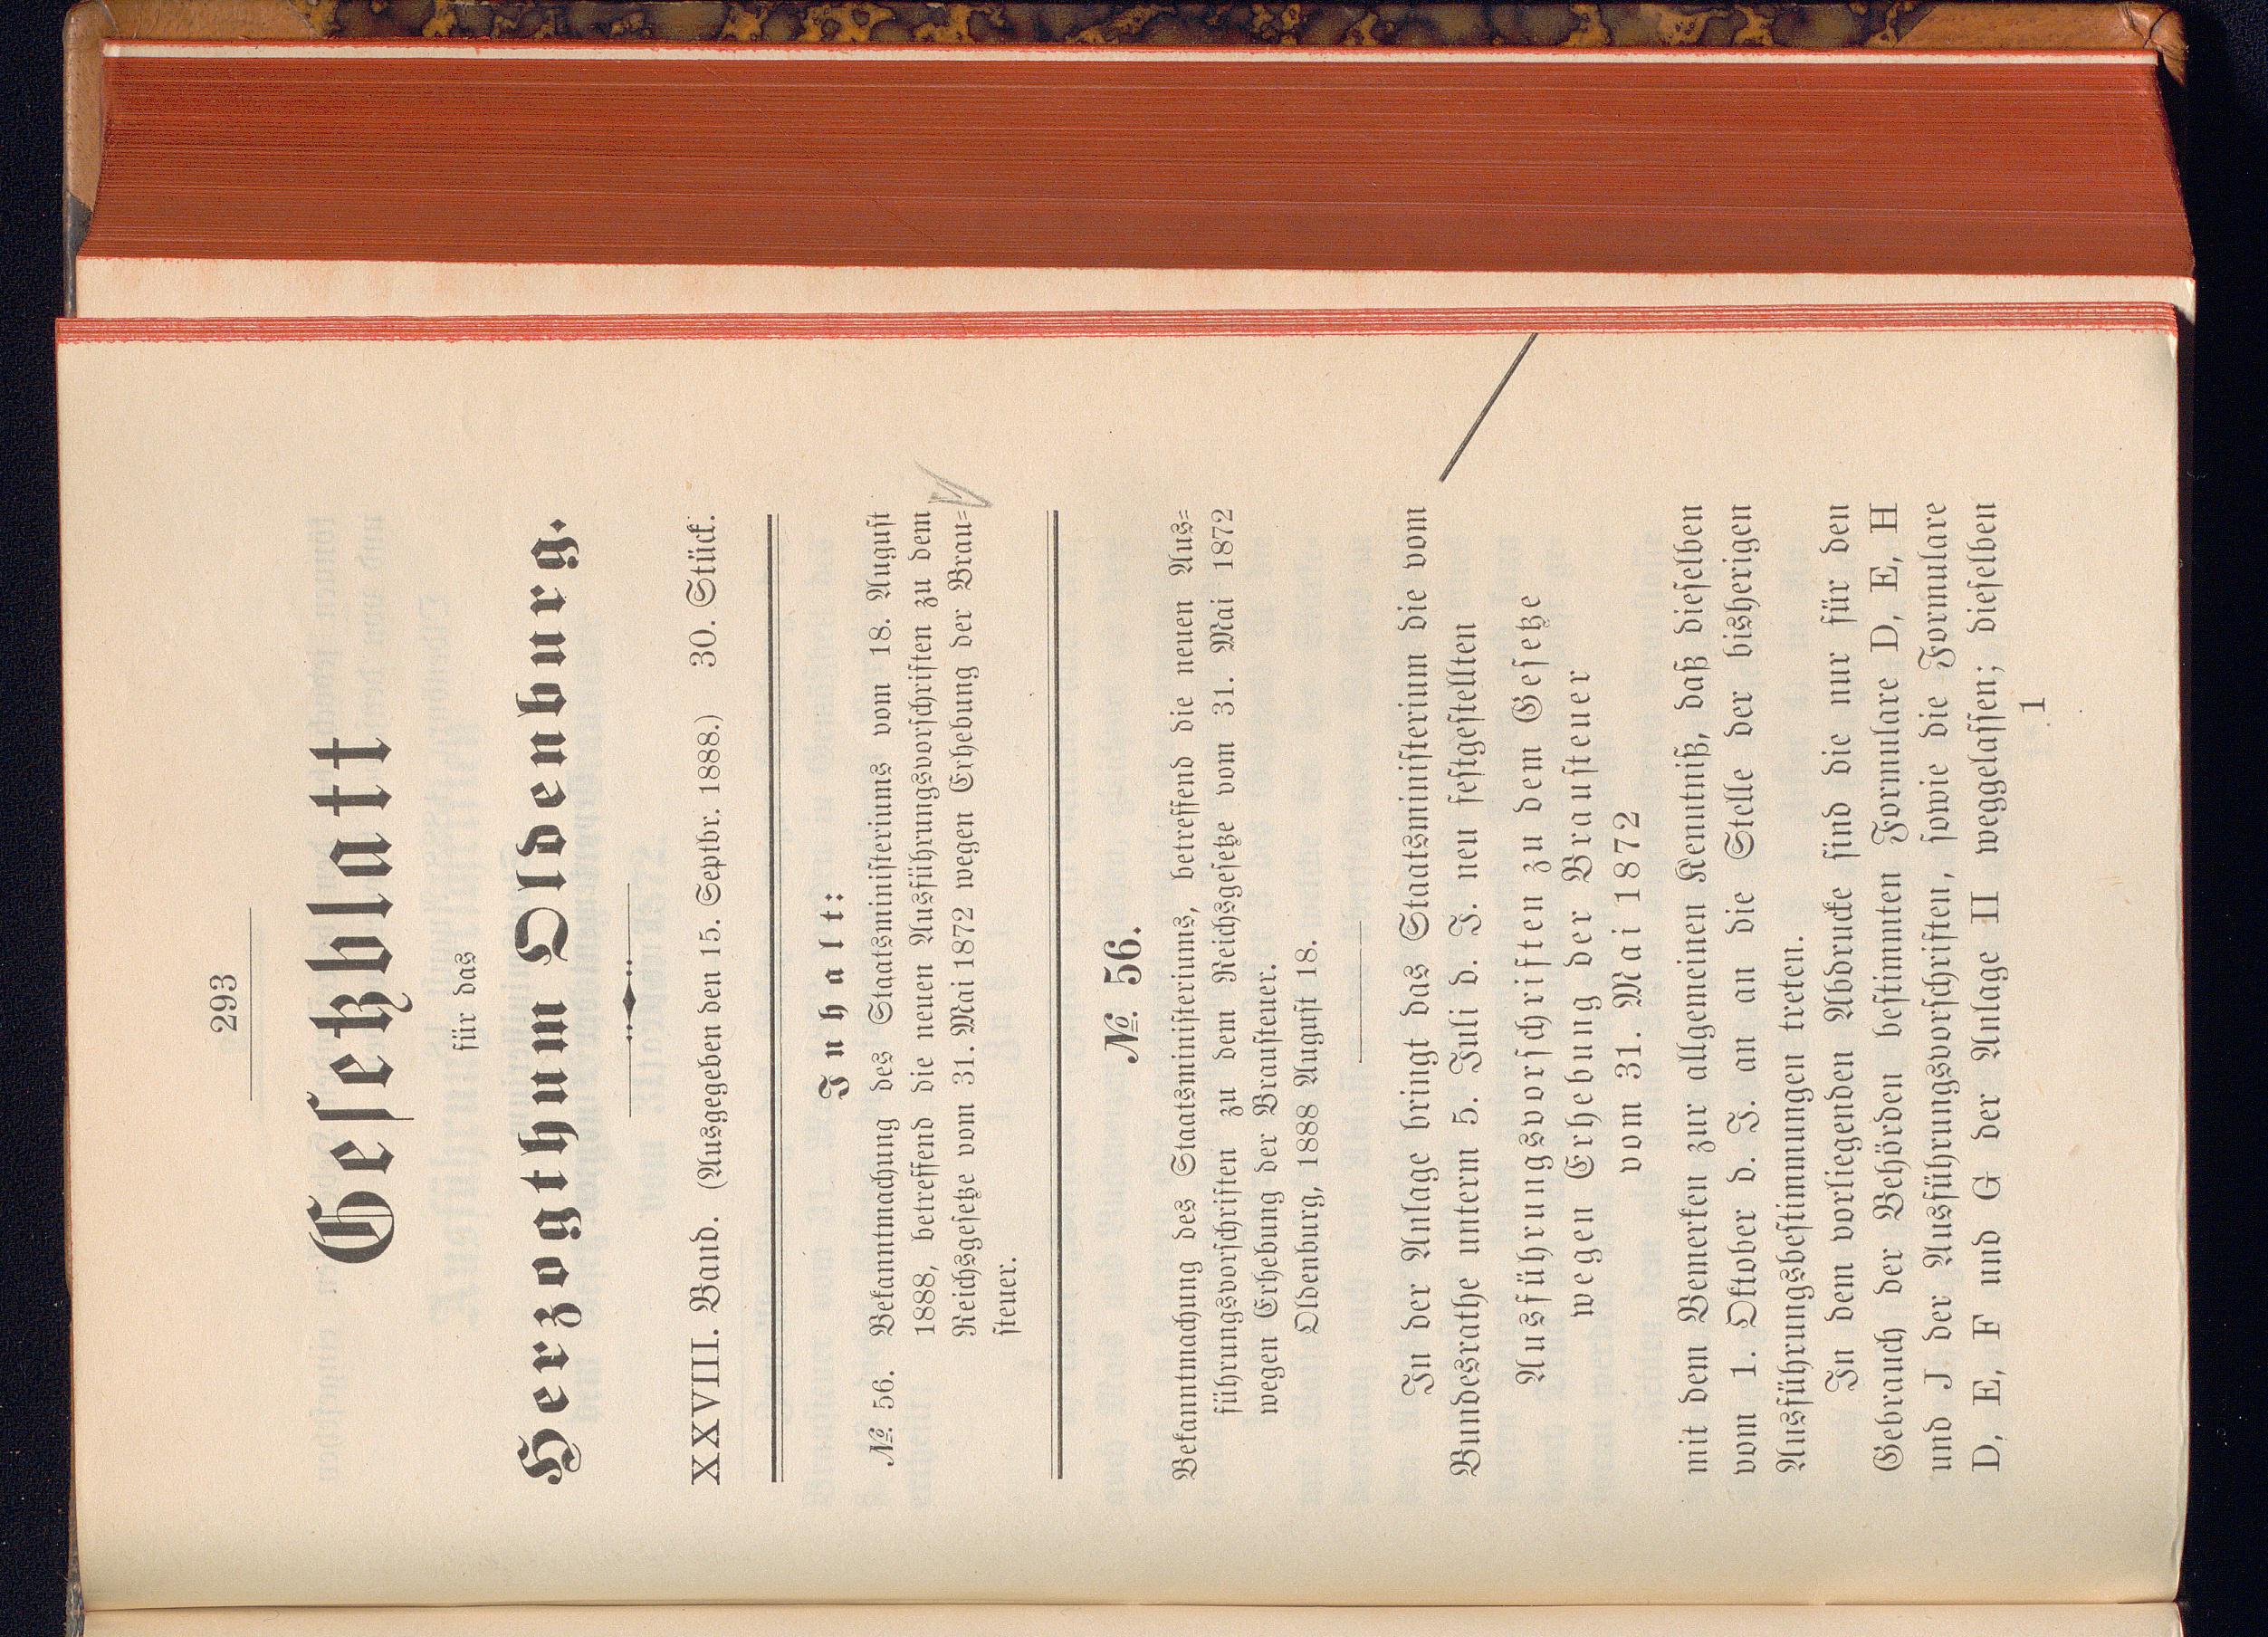 293
Geſetzblatt
für das
Herzogthum Oldenburg.
XXVIII. Band. (Ausgegeben den 15. Septbr. 1888.) 30. Stück.
Inhalt:
№ 56. Bekanntmachung des Staatsminiſteriums vom 18. Auguſt
1888, betreffend die neuen Ausführungsvorſchriften zu dem
Reichsgeſetze vom 31. Mai 1872 wegen Erhebung der Brau⸗
ſteuer.
№. 56.
Bekanntmachung des Staatsminiſteriums, betreffend die neuen Aus⸗
führungsvorſchriften zu dem Reichsgeſetze vom 31. Mai 1872
wegen Erhebung der Brauſteuer.
Oldenburg, 1888 Auguſt 18.
In der Anlage bringt das Staatsminiſterium die vom
Bundesrathe unterm 5. Juli d. J. neu feſtgeſtellten
Ausführungsvorſchriften zu dem Geſetze
wegen Erhebung der Brauſteuer
vom 31. Mai 1872
mit dem Bemerken zur allgemeinen Kenntniß, daß dieſelben
vom 1. Oktober d. J. an an die Stelle der bisherigen
Ausführungsbeſtimmungen treten.
In dem vorliegenden Abdrucke ſind die nur für den
Gebrauch der Behörden beſtimmten Formulare D, E, H
und J der Ausführungsvorſchriften, ſowie die Formulare
D, E, F und G der Anlage II weggelaſſen; dieſelben
1